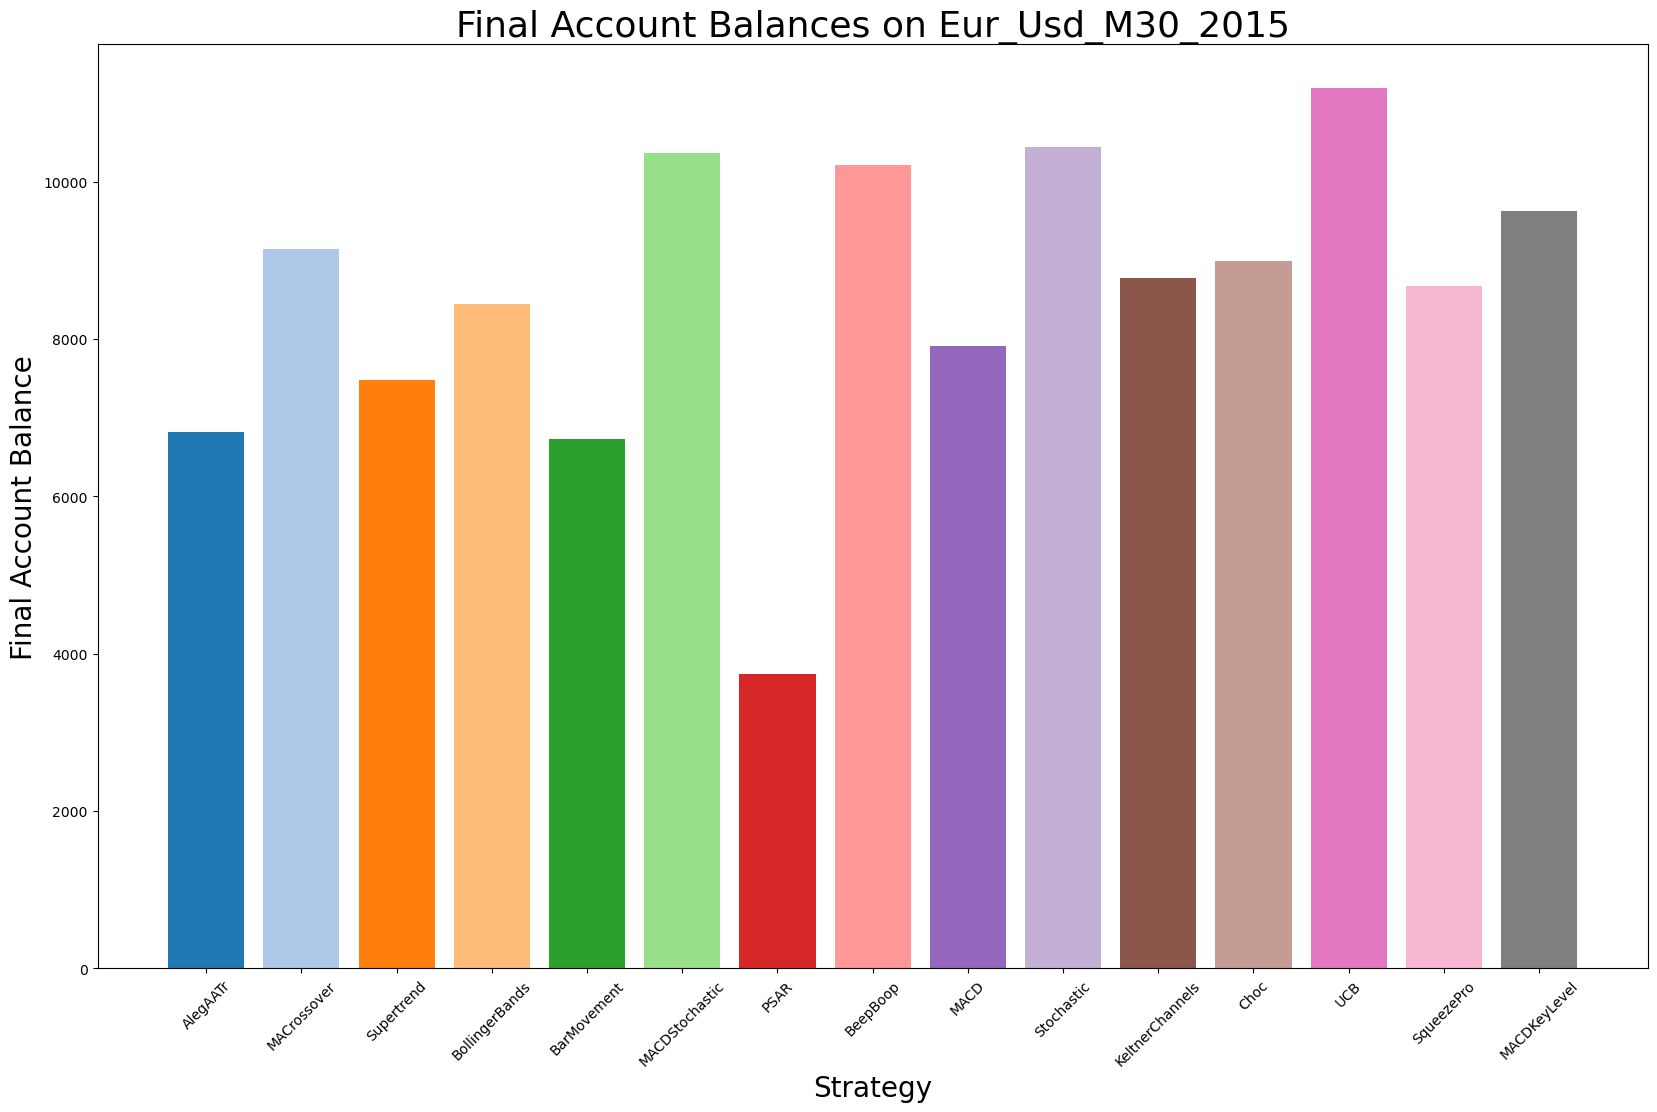 Final Account Balances on Eur_Usd_M30_2015
Final Account Balance
10000
8000
6000
4000
2000
0
AlegAATr
MACrossover
Supertrend
BollingerBands
BarMovement
MACDStochastic
PSAR
BeepBoop
MACD
Stochastic
KeltnerChannels
Choc
UCB
SqueezePro
MACDKeyLevel
Strategy